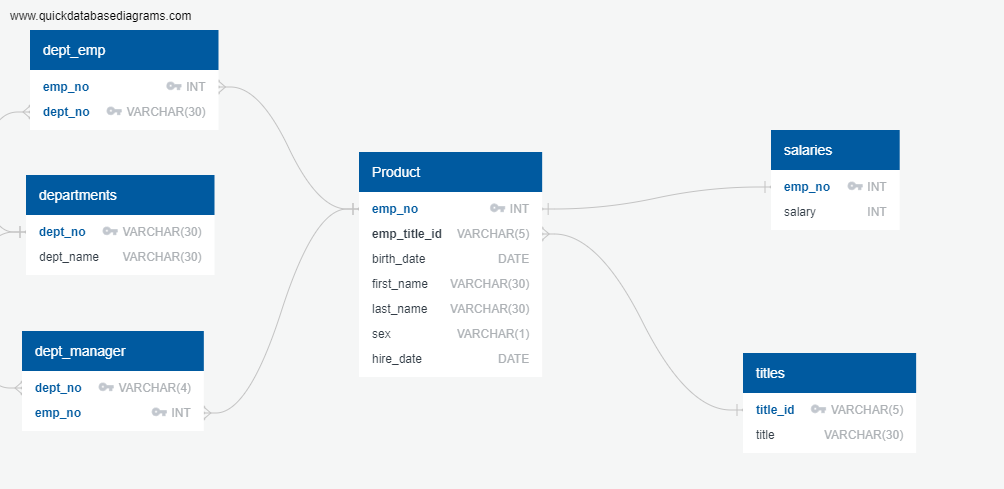 www.quickdatabasediagrams.com
dept_emp
emp_no INT
dept_no VARCHAR(30)
departments
dept_no VARCHAR(30)
dept_name VARCHAR(30)
dept_manager
dept_no VARCHAR(4)
emp_no INT
Product
emp_no INT
emp_title_id VARCHAR(5)
birth_date DATE
first_name VARCHAR(30)
last_name VARCHAR(30)
sex VARCHAR(1)
hire_date DATE
salaries
emp_no INT
salary INT
titles
title_id VARCHAR(5)
title VARCHAR(30)